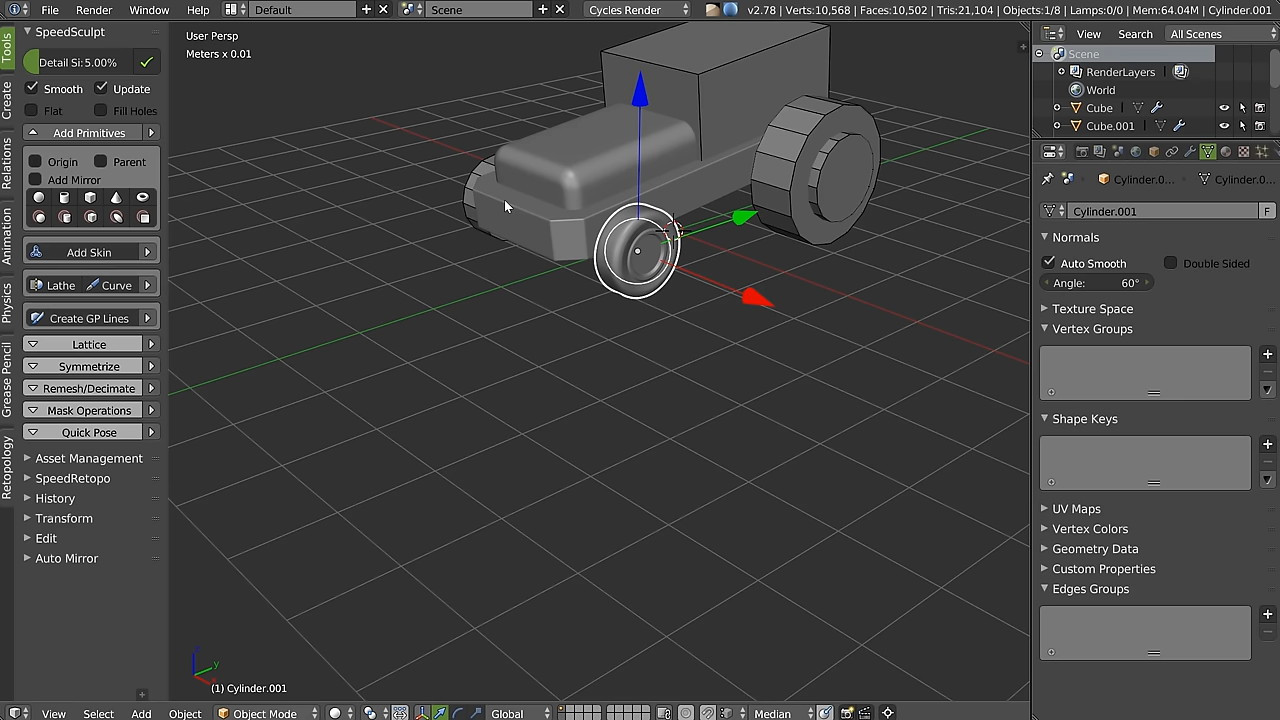 File Render Window Help Default Scene Cycles Render v2.78 | Verts:10,568 | Faces:10,502 | Tris:21,104 | Objects:1/8 | Lamps:0/0 | Mem:64.04M | Cylinder.001
Tools
Create
Relations
Animation
Physics
Grease Pencil
Retopology
SpeedSculpt
Detail Si: 5.00%
Smooth Update
Flat Fill Holes
Add Primitives
Origin Parent
Add Mirror
Add Skin
Lathe Curve
Create GP Lines
Lattice
Symmetrize
Remesh/Decimate
Mask Operations
Quick Pose
Asset Management
SpeedRetopo
History
Transform
Edit
Auto Mirror
User Persp
Meters x 0.01
z
y
(1) Cylinder.001
View Search All Scenes
Scene
RenderLayers
World
Cube
Cube.001
Cylinder.0... Cylinder.0...
Cylinder.001 F
Normals
Auto Smooth Double Sided
Angle: 60°
Texture Space
Vertex Groups
Shape Keys
UV Maps
Vertex Colors
Geometry Data
Custom Properties
Edges Groups
View Select Add Object Object Mode Global Median